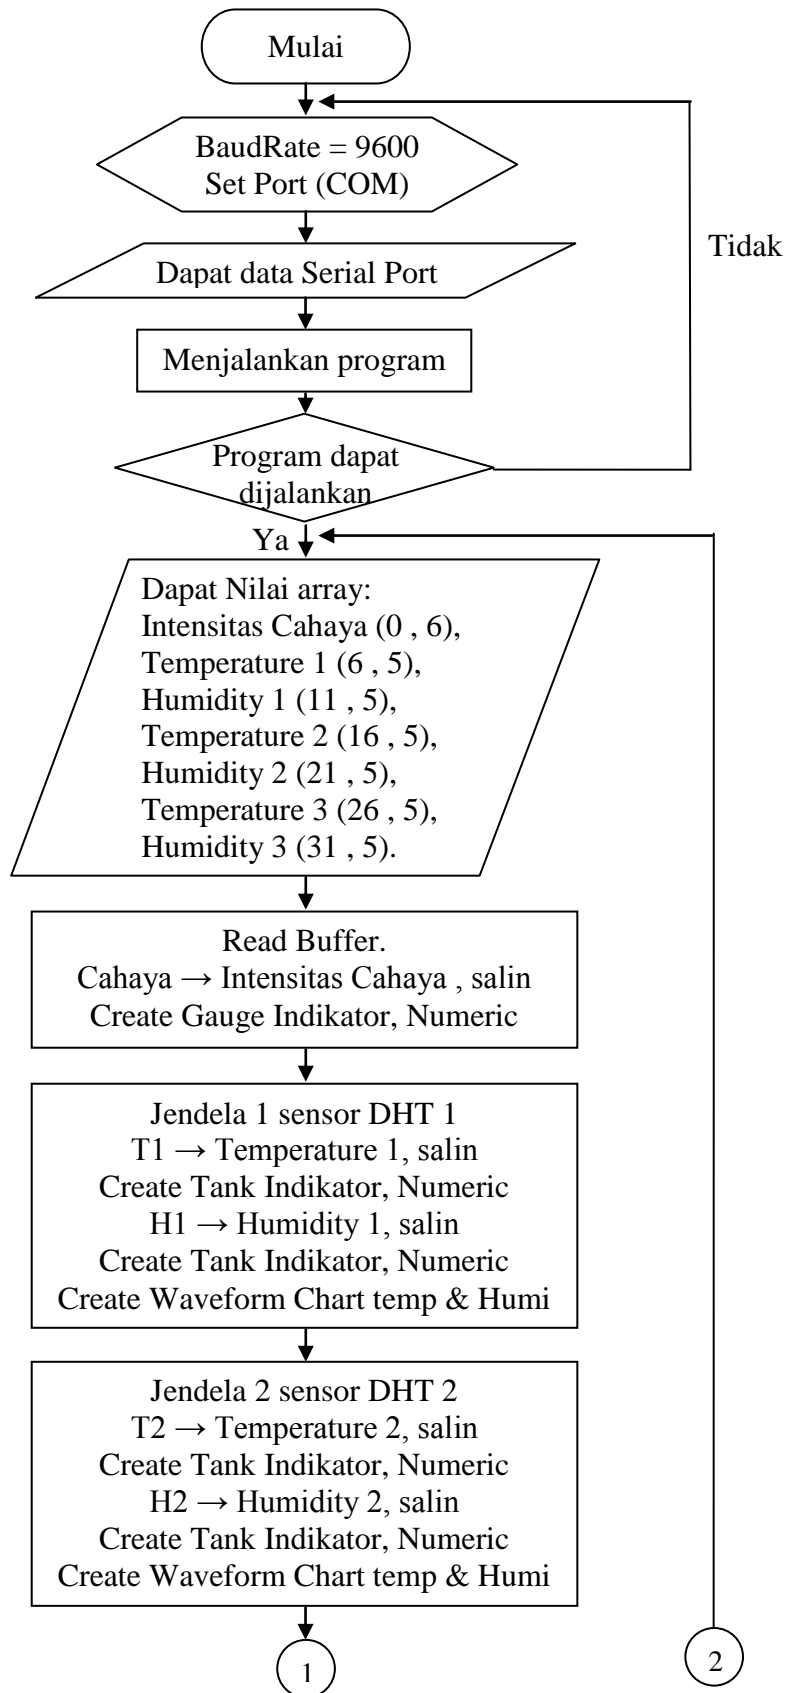 Mulai
BaudRate = 9600
Set Port (COM)
Tidak
Dapat data Serial Port
Menjalankan program
Program dapat
dijalankan
Ya
Dapat Nilai array:
Intensitas Cahaya (0 , 6),
Temperature 1 (6 , 5),
Humidity 1 (11 , 5),
Temperature 2 (16 , 5),
Humidity 2 (21 , 5),
Temperature 3 (26 , 5),
Humidity 3 (31 , 5).
Read Buffer.
Cahaya → Intensitas Cahaya , salin
Create Gauge Indikator, Numeric
Jendela 1 sensor DHT 1
T1 → Temperature 1, salin
Create Tank Indikator, Numeric
H1 → Humidity 1, salin
Create Tank Indikator, Numeric
Create Waveform Chart temp & Humi
Jendela 2 sensor DHT 2
T2 → Temperature 2, salin
Create Tank Indikator, Numeric
H2 → Humidity 2, salin
Create Tank Indikator, Numeric
Create Waveform Chart temp & Humi
1
2